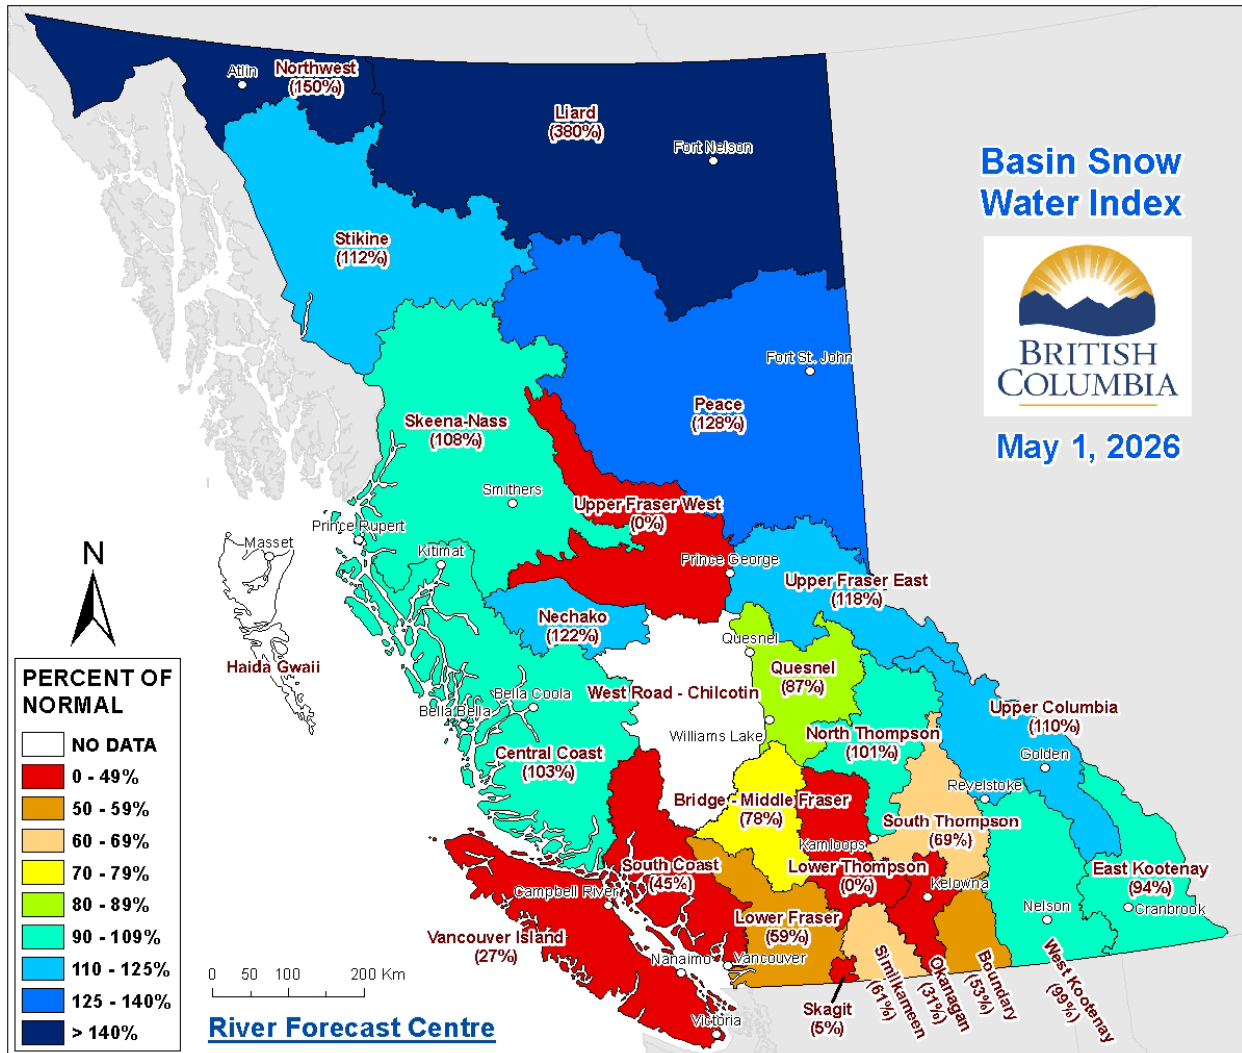 Atlin
Northwest
(150%)
Liard
(380%)
Fort Nelson
Basin Snow
Water Index
BRITISH
COLUMBIA
May 1, 2026
Stikine
(112%)
Fort St. John
Peace
(128%)
Skeena-Nass
(108%)
Smithers
Upper Fraser West
(0%)
Prince Rupert
Masset
Kitimat
Prince George
Upper Fraser East
(118%)
Nechako
(122%)
Quesnel
Haida Gwaii
Quesnel
(87%)
West Road - Chilcotin
Bella Coola
Bella Bella
Williams Lake
Upper Columbia
(110%)
North Thompson
(101%)
Golden
Central Coast
(103%)
Revelstoke
Bridge - Middle Fraser
(78%)
South Thompson
(69%)
Kamloops
South Coast
(45%)
Lower Thompson
(0%)
Kelowna
East Kootenay
(94%)
Cranbrook
Campbell River
Nelson
Lower Fraser
(59%)
Vancouver Island
(27%)
Nanaimo
Vancouver
Victoria
Skagit
(5%)
Similkameen
(61%)
Okanagan
(31%)
Boundary
(53%)
West Kootenay
(99%)
N
PERCENT OF
NORMAL
NO DATA
0 - 49%
50 - 59%
60 - 69%
70 - 79%
80 - 89%
90 - 109%
110 - 125%
125 - 140%
> 140%
0 50 100 200 Km
River Forecast Centre